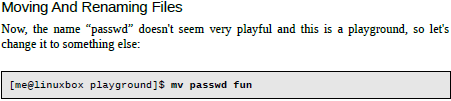 Moving And Renaming Files
Now, the name “passwd” doesn't seem very playful and this is a playground, so let's
change it to something else:
[me@linuxbox playground]$ mv passwd fun